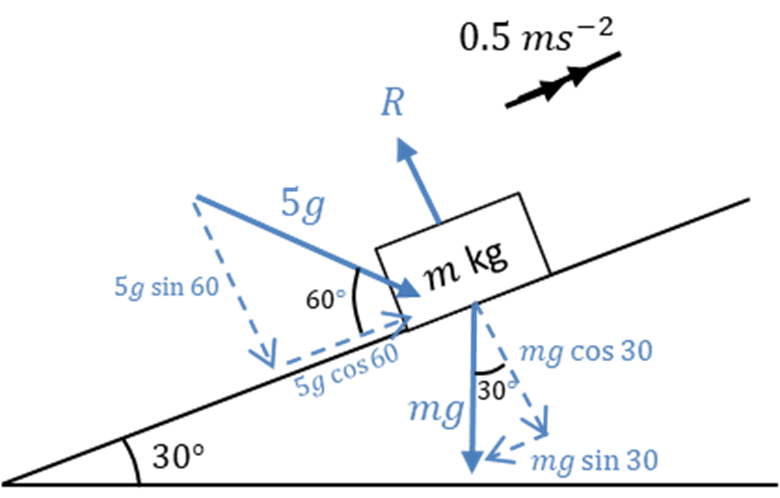 0.5 ms⁻²
R
5g
m kg
5g sin 60
60°
5g cos 60
mg cos 30
30°
mg
mg sin 30
30°